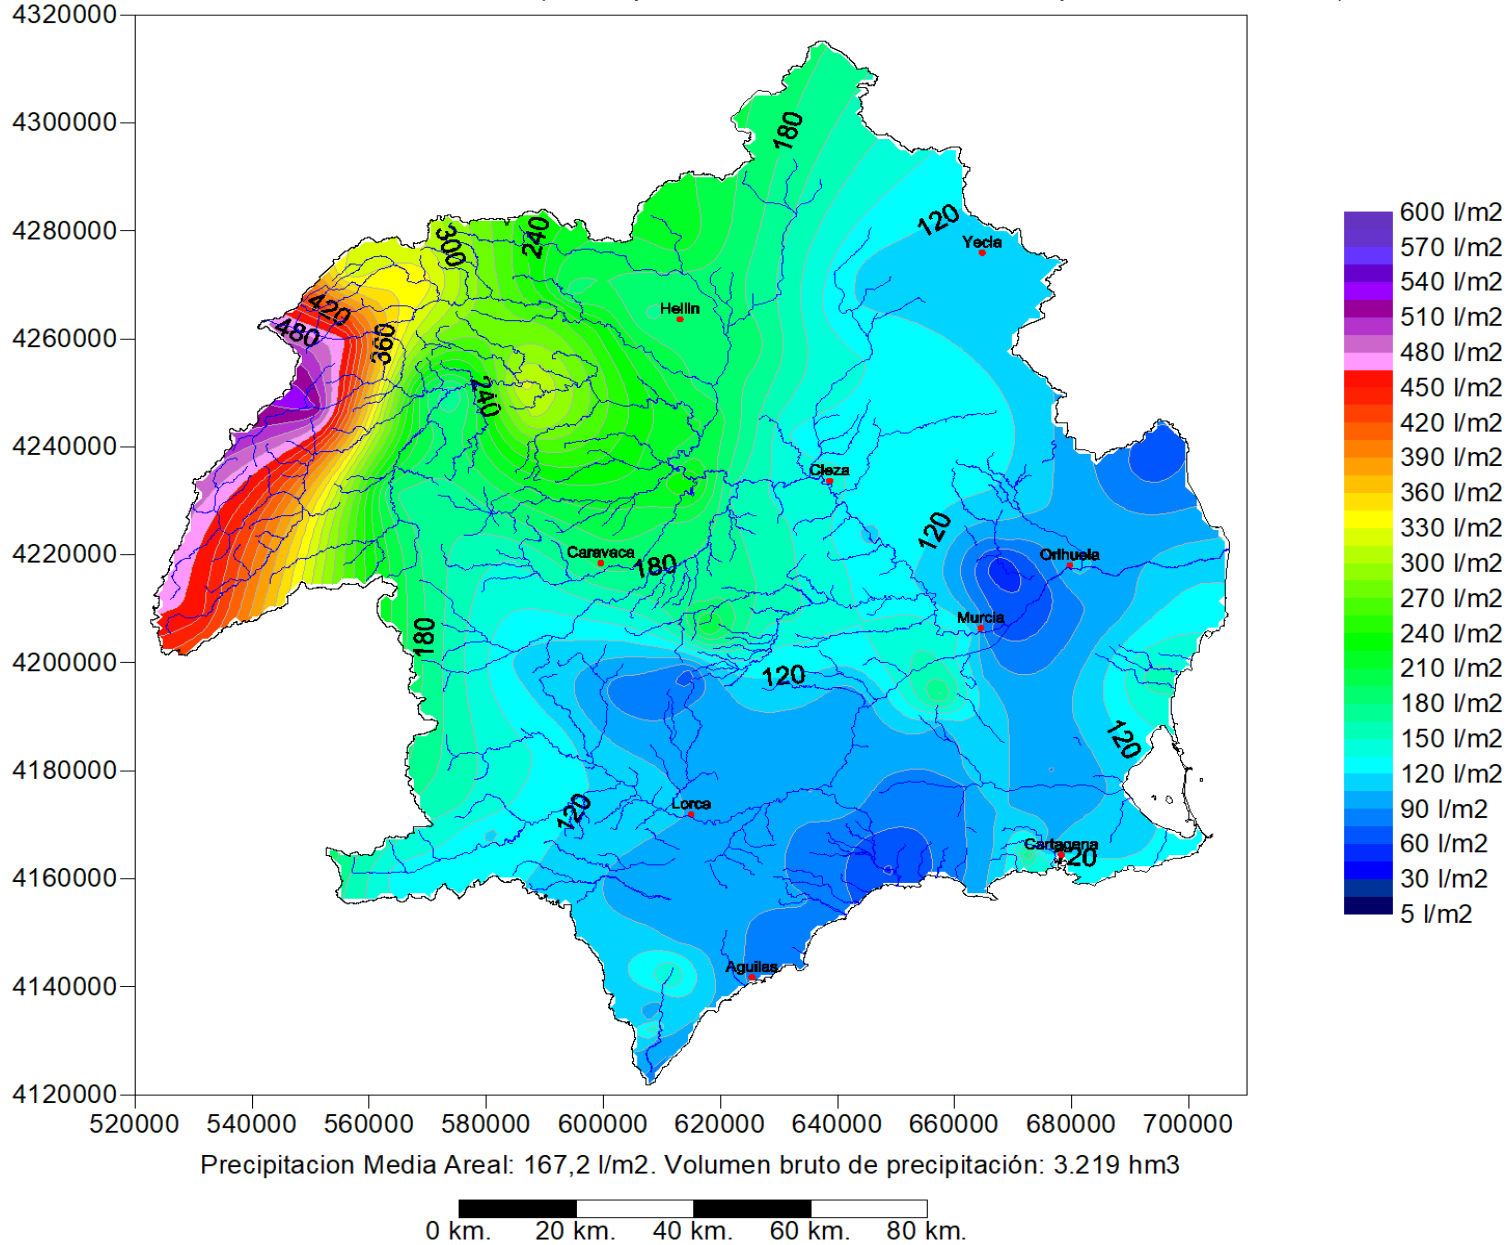 4320000
4300000
4280000
4260000
4240000
4220000
4200000
4180000
4160000
4140000
4120000
520000 540000 560000 580000 600000 620000 640000 660000 680000 700000
180
120
Yecla
240
300
Hellin
420
480
360
240
Cieza
120
Orihuela
Caravaca
180
Murcia
180
120
120
Lorca
120
Cartagena
120
Aguilas
600 l/m2
570 l/m2
540 l/m2
510 l/m2
480 l/m2
450 l/m2
420 l/m2
390 l/m2
360 l/m2
330 l/m2
300 l/m2
270 l/m2
240 l/m2
210 l/m2
180 l/m2
150 l/m2
120 l/m2
90 l/m2
60 l/m2
30 l/m2
5 l/m2
Precipitacion Media Areal: 167,2 l/m2. Volumen bruto de precipitación: 3.219 hm3
0 km. 20 km. 40 km. 60 km. 80 km.